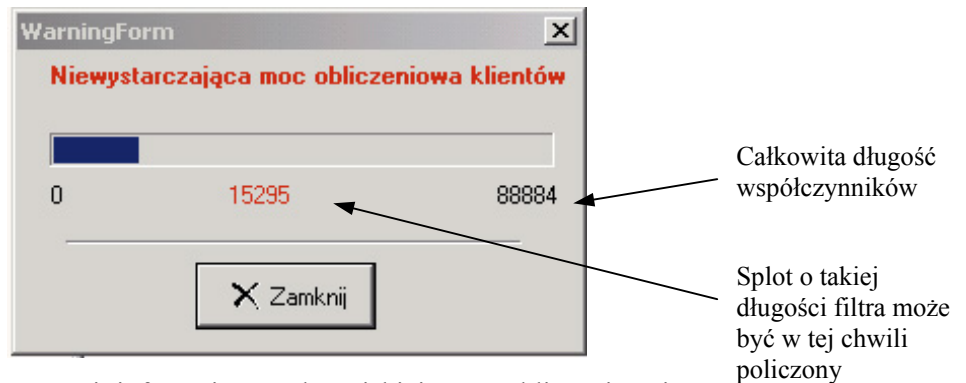 WarningForm
Niewystarczająca moc obliczeniowa klientów
0 15295 88884
Zamknij
Całkowita długość
współczynników
Splot o takiej
długości filtra może
być w tej chwili
policzony